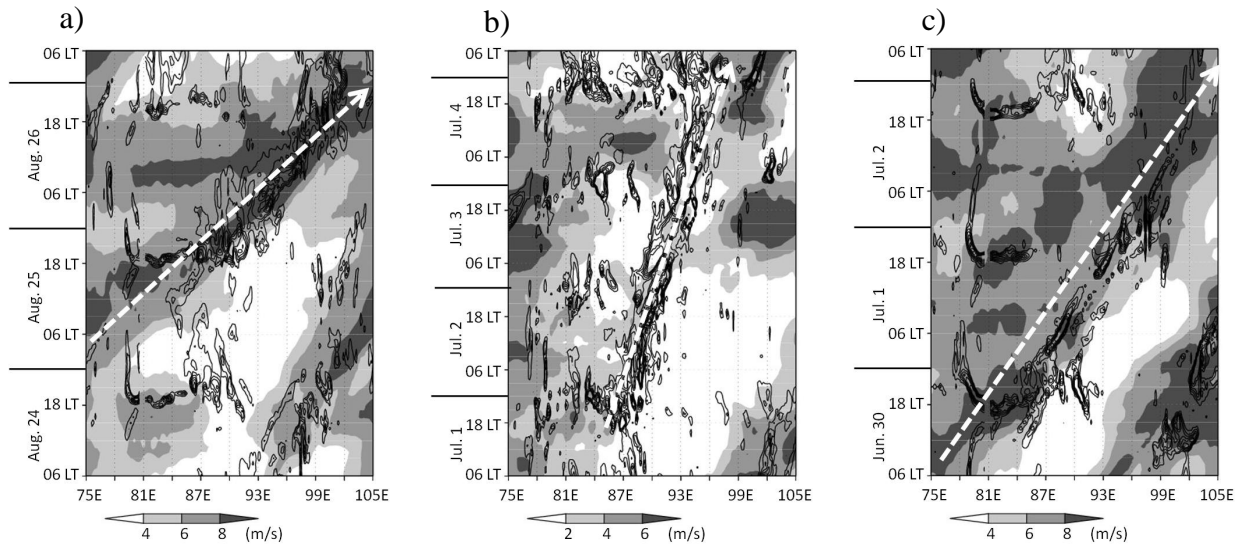 a)
06 LT
18 LT
Aug. 26
06 LT
18 LT
Aug. 25
06 LT
18 LT
Aug. 24
06 LT
75E 81E 87E 93E 99E 105E
4 6 8 (m/s)
b)
06 LT
18 LT
Jul. 4
06 LT
18 LT
Jul. 3
06 LT
18 LT
Jul. 2
06 LT
18 LT
Jul. 1
06 LT
75E 81E 87E 93E 99E 105E
2 4 6 (m/s)
c)
06 LT
18 LT
Jul. 2
06 LT
18 LT
Jul. 1
06 LT
18 LT
Jun. 30
06 LT
75E 81E 87E 93E 99E 105E
4 6 8 (m/s)